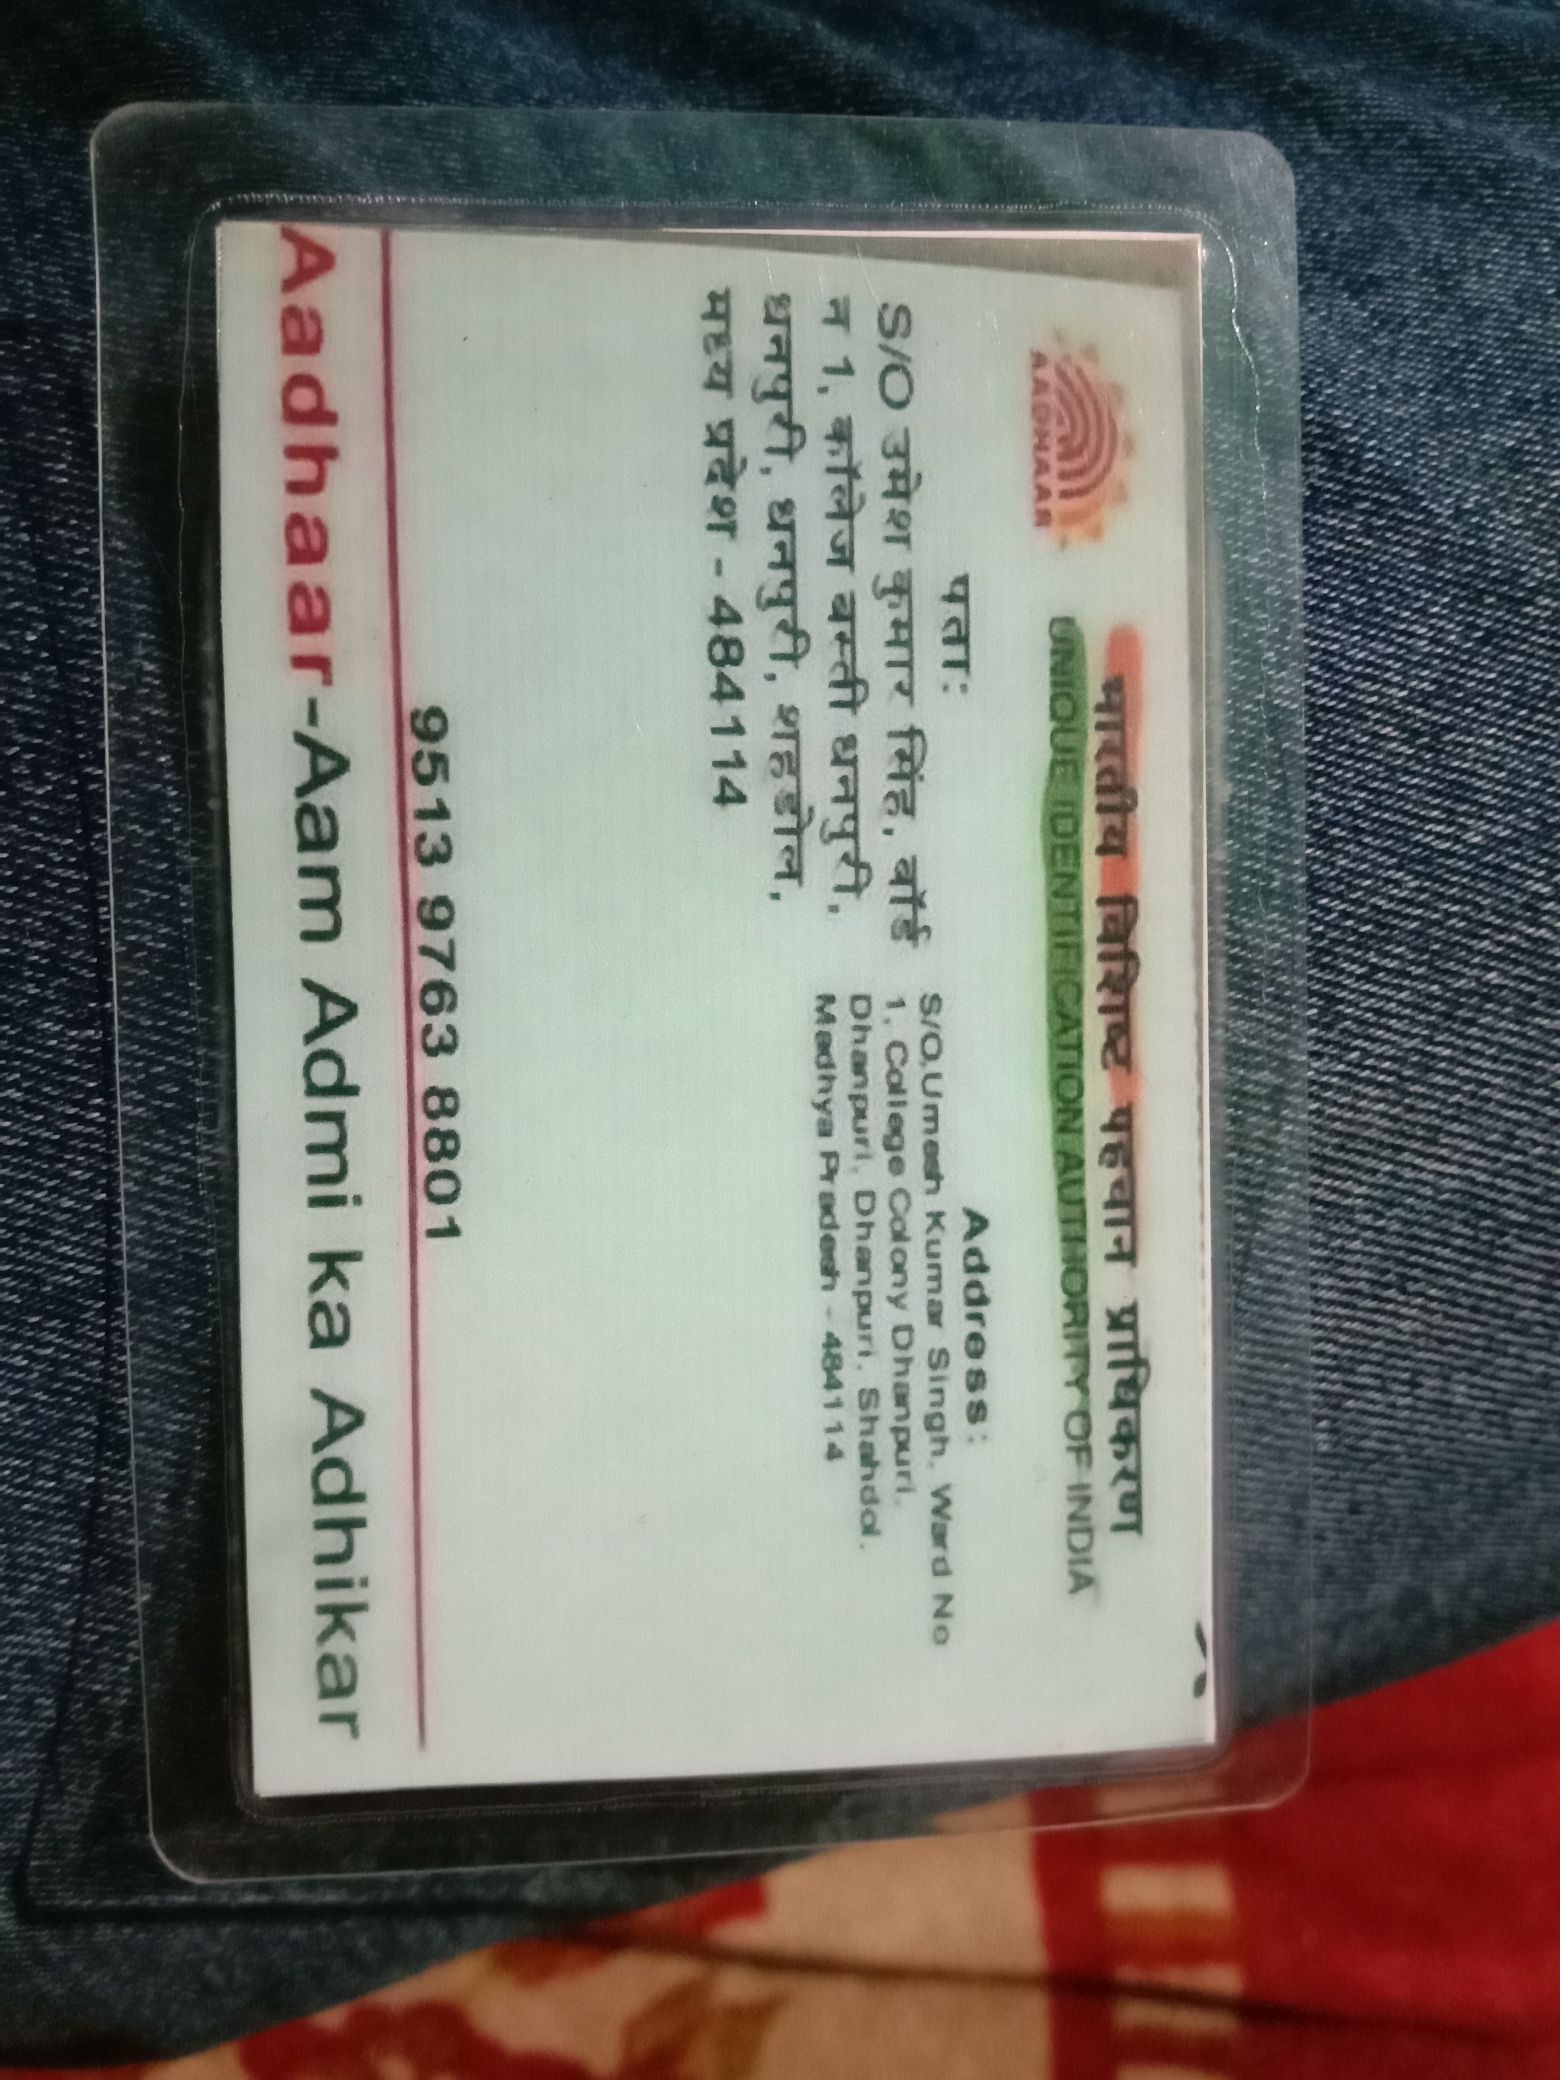 AADHAAR
भारतीय विशिष्ट पहचान प्राधिकरण
UNIQUE IDENTIFICATION AUTHORITY OF INDIA
पता:
S/O उमेश कुमार सिंह, वॉर्ड
न 1, कॉलेज बस्ती धनपुरी,
धनपुरी, धनपुरी, शहडोल,
मध्य प्रदेश - 484114
Address:
S/O,Umesh Kumar Singh, Ward No
1, College Colony Dhanpuri,
Dhanpuri, Dhanpuri, Shahdol,
Madhya Pradesh - 484114
9513 9763 8801
Aadhaar-Aam Admi ka Adhikar